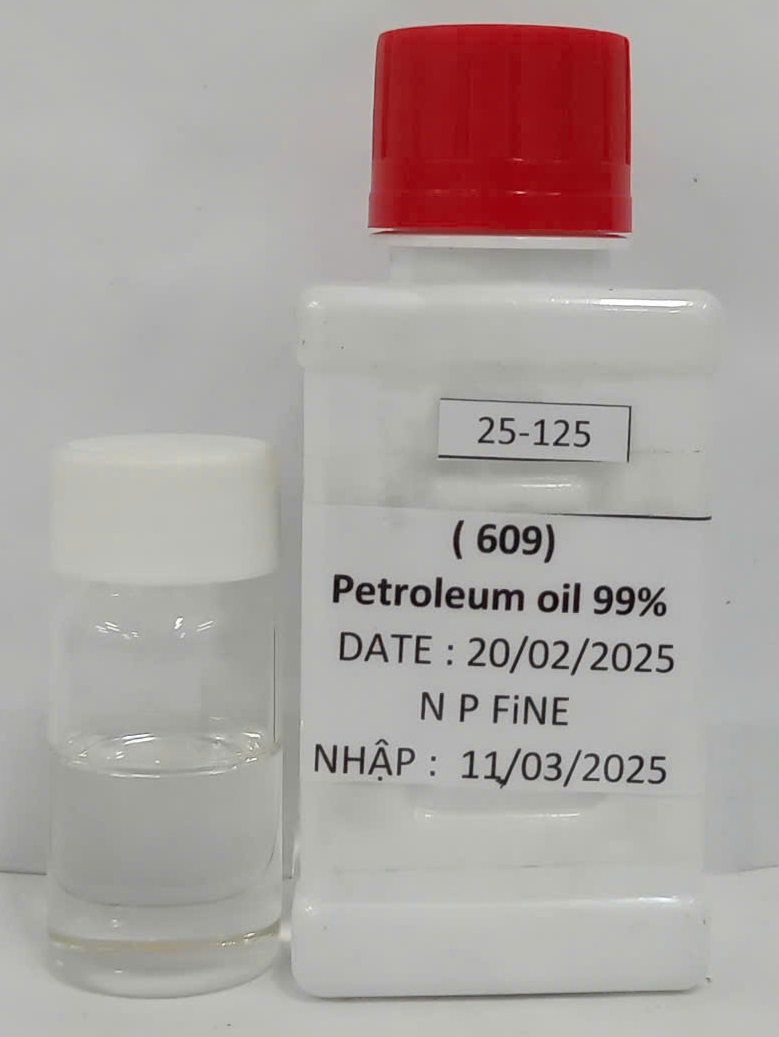 25-125
( 609)
Petroleum oil 99%
DATE : 20/02/2025
N P FiNE
NHẬP : 11/03/2025